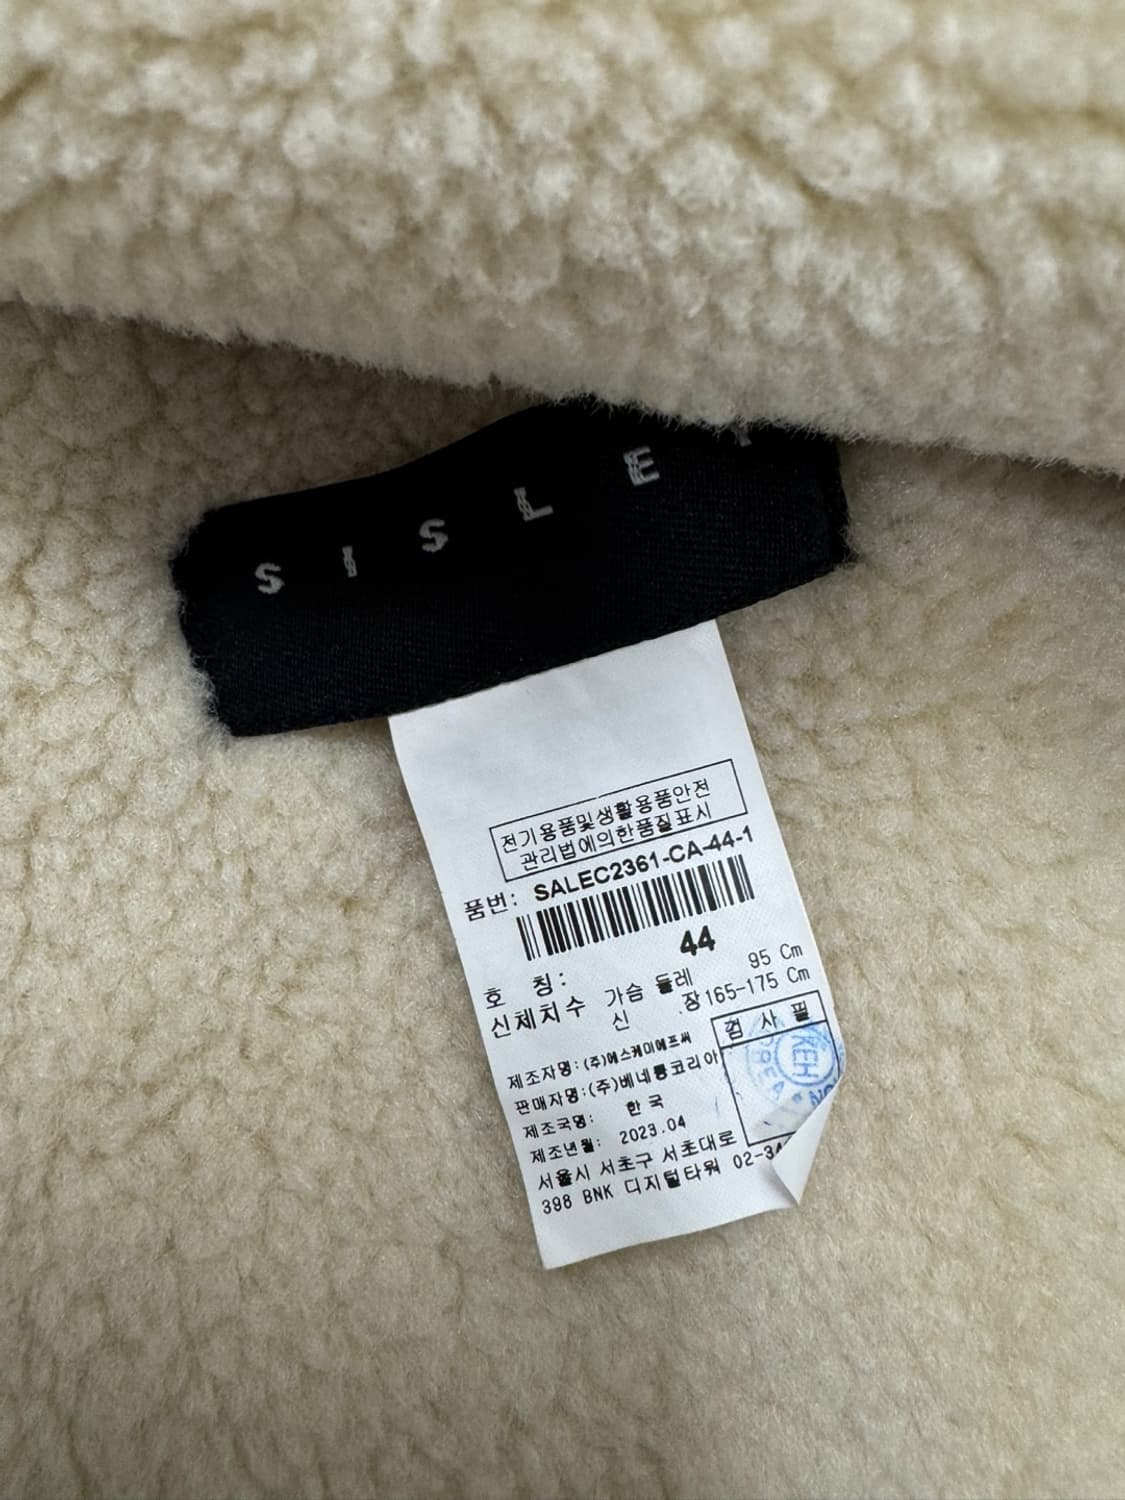 SISLEY
전기용품및생활용품안전
관리법에의한품질표시
품번: SALEC2361-CA-44-1
호 칭: 44
신체치수 가슴 둘레 95 Cm
신 장 165-175 Cm
검 사 필
제조자명: (주)에스케이에프씨
판매자명: (주)베네통코리아
제조국명: 한국
제조년월: 2023.04
서울시 서초구 서초대로
398 BNK 디지털타워 02-3